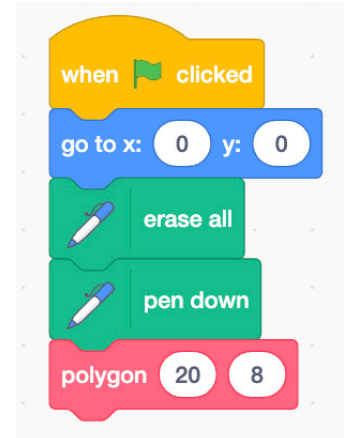 when clicked
go to x: 0 y: 0
erase all
pen down
polygon 20 8